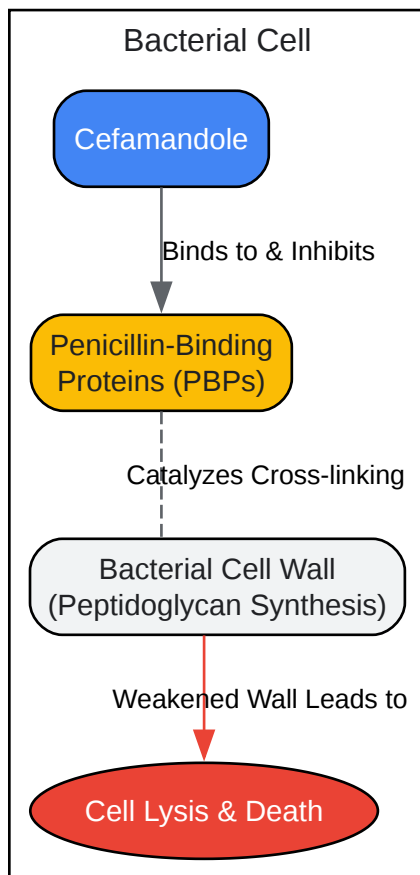 Bacterial Cell
Cefamandole
Binds to & Inhibits
Penicillin-Binding
Proteins (PBPs)
Catalyzes Cross-linking
Bacterial Cell Wall
(Peptidoglycan Synthesis)
Weakened Wall Leads to
Cell Lysis & Death